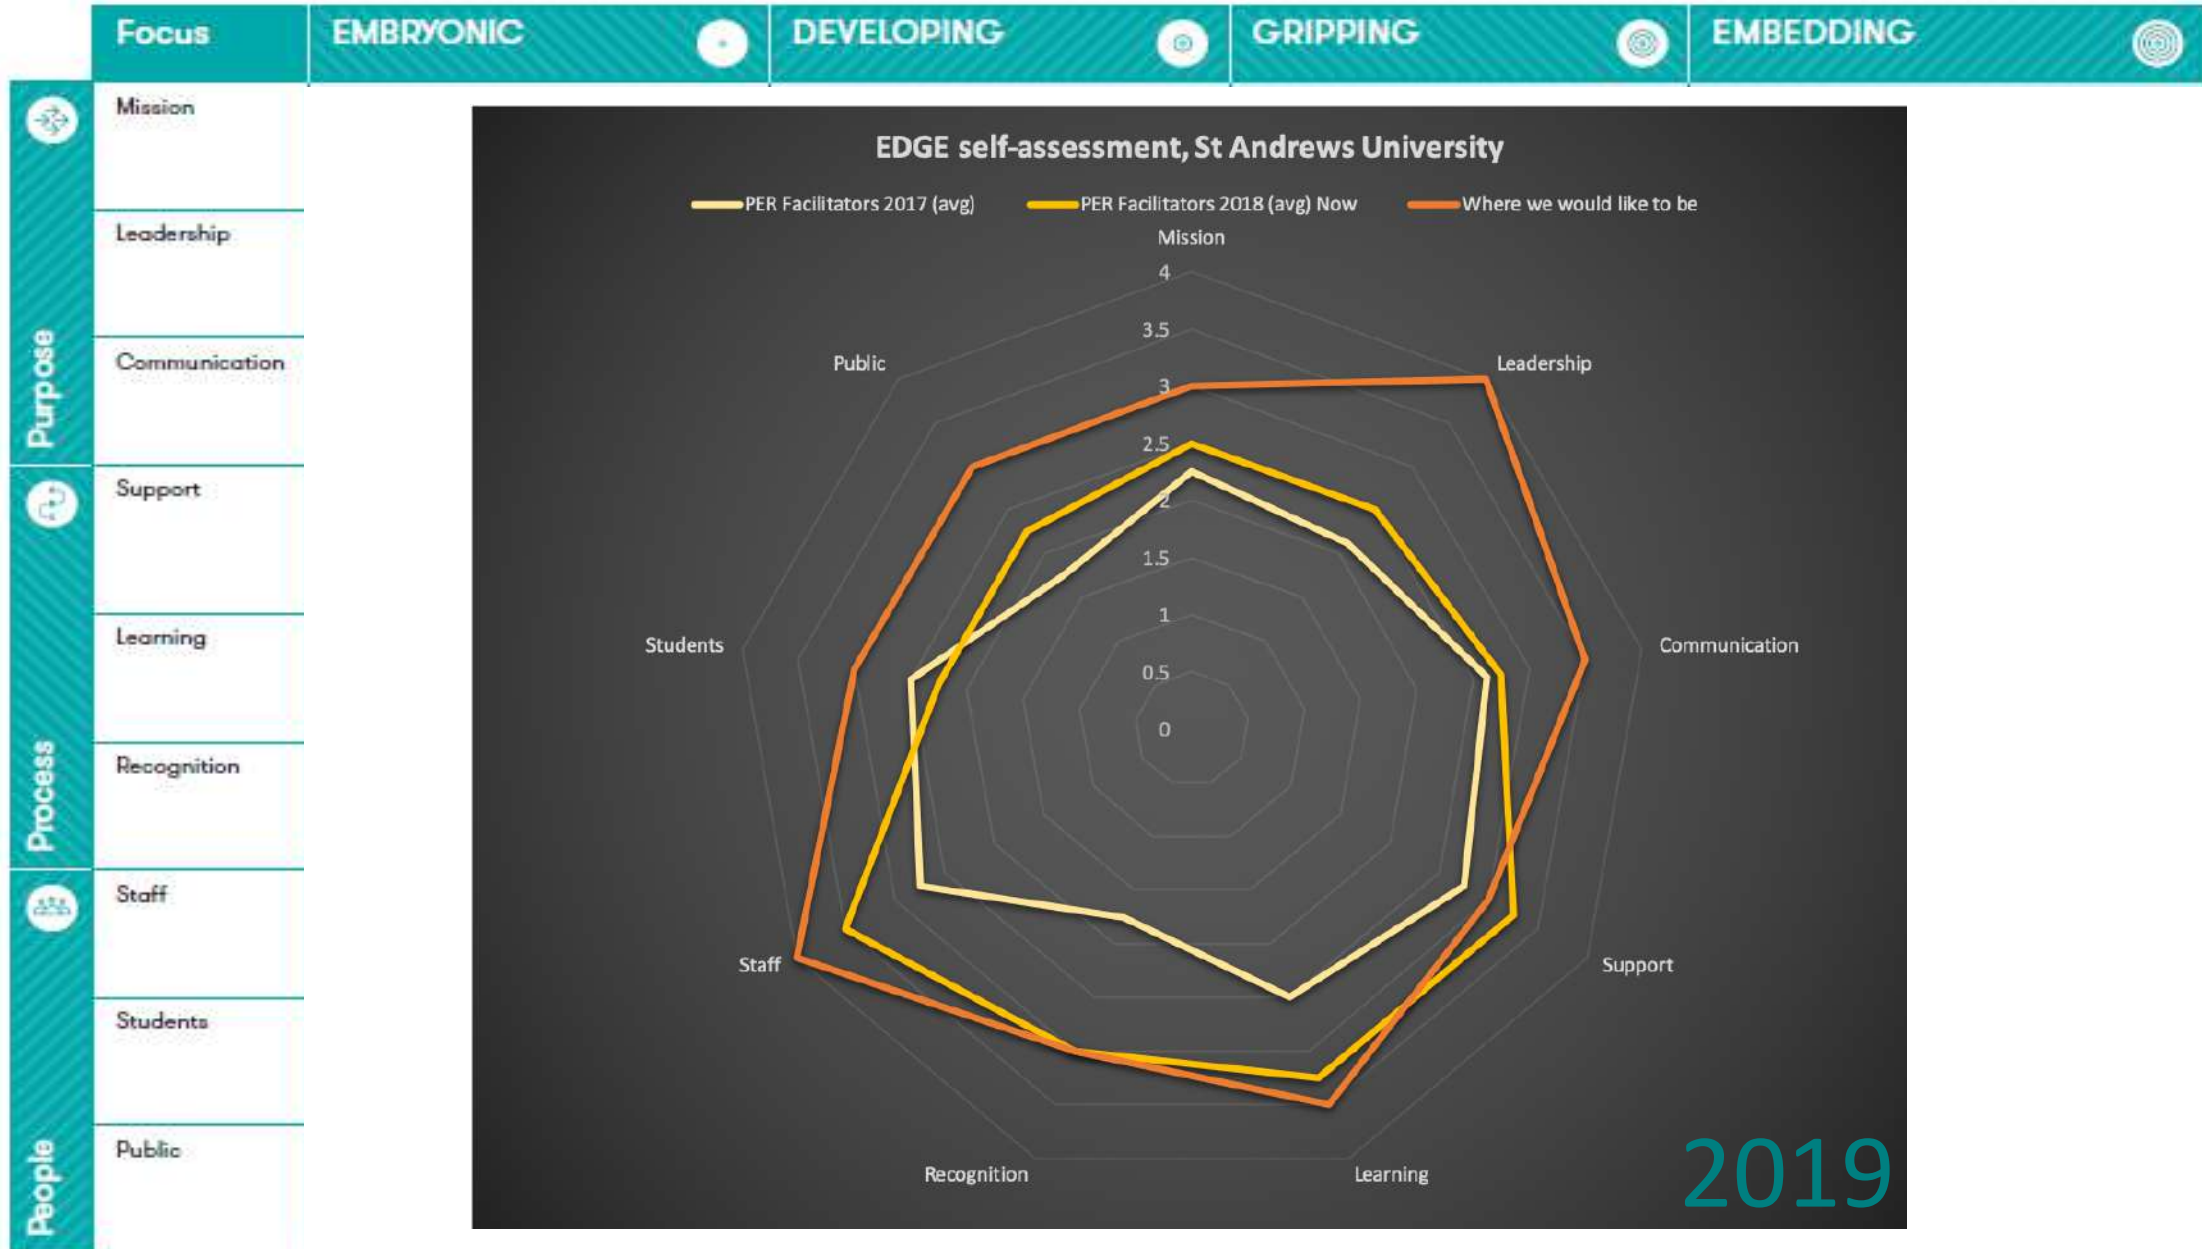 Focus
EMBRYONIC
DEVELOPING
GRIPPING
EMBEDDING
Purpose
Mission
Leadership
Communication
Process
Support
Learning
Recognition
People
Staff
Students
Public
EDGE self-assessment, St Andrews University
PER Facilitators 2017 (avg)
PER Facilitators 2018 (avg) Now
Where we would like to be
Mission
Leadership
Communication
Support
Learning
Recognition
Staff
Students
Public
4
3.5
3
2.5
2
1.5
1
0.5
0
2019